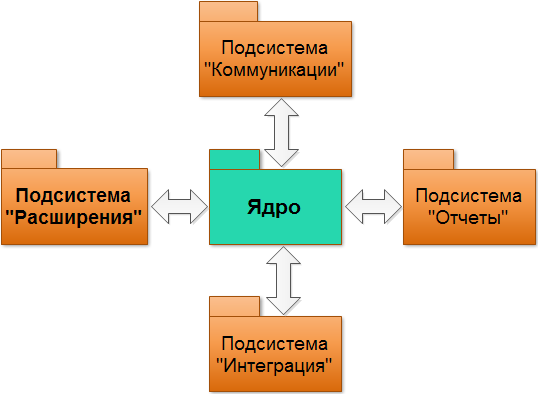 Подсистема
"Коммуникации"
Подсистема
"Расширения"
Ядро
Подсистема
"Отчеты"
Подсистема
"Интеграция"